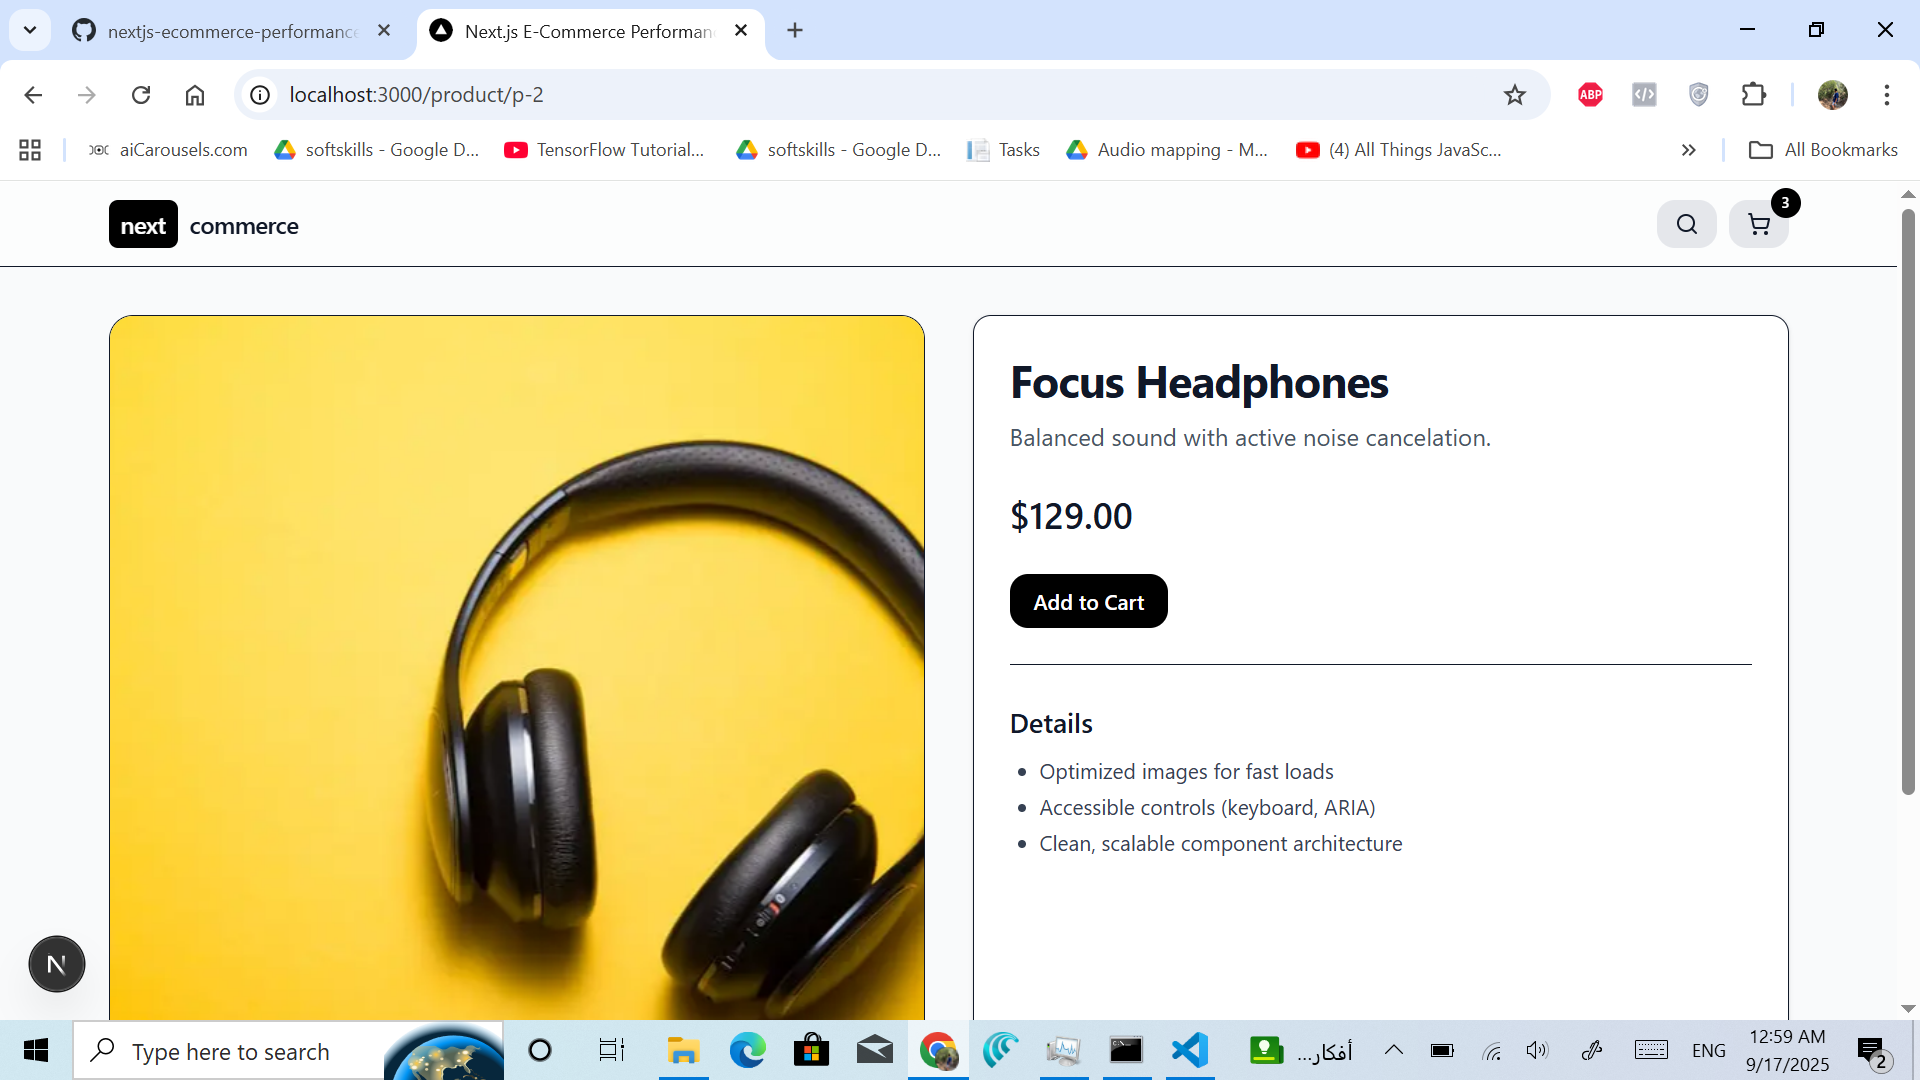 nextjs-ecommerce-performance
Next.js E-Commerce Performan
localhost:3000/product/p-2
ABP
aiCarousels.com
softskills - Google D...
TensorFlow Tutorial...
softskills - Google D...
Tasks
Audio mapping - M...
(4) All Things JavaSc...
All Bookmarks
next commerce
3
Focus Headphones
Balanced sound with active noise cancelation.
$129.00
Add to Cart
Details
Optimized images for fast loads
Accessible controls (keyboard, ARIA)
Clean, scalable component architecture
N
Type here to search
أفكار...
ENG
12:59 AM
9/17/2025
2